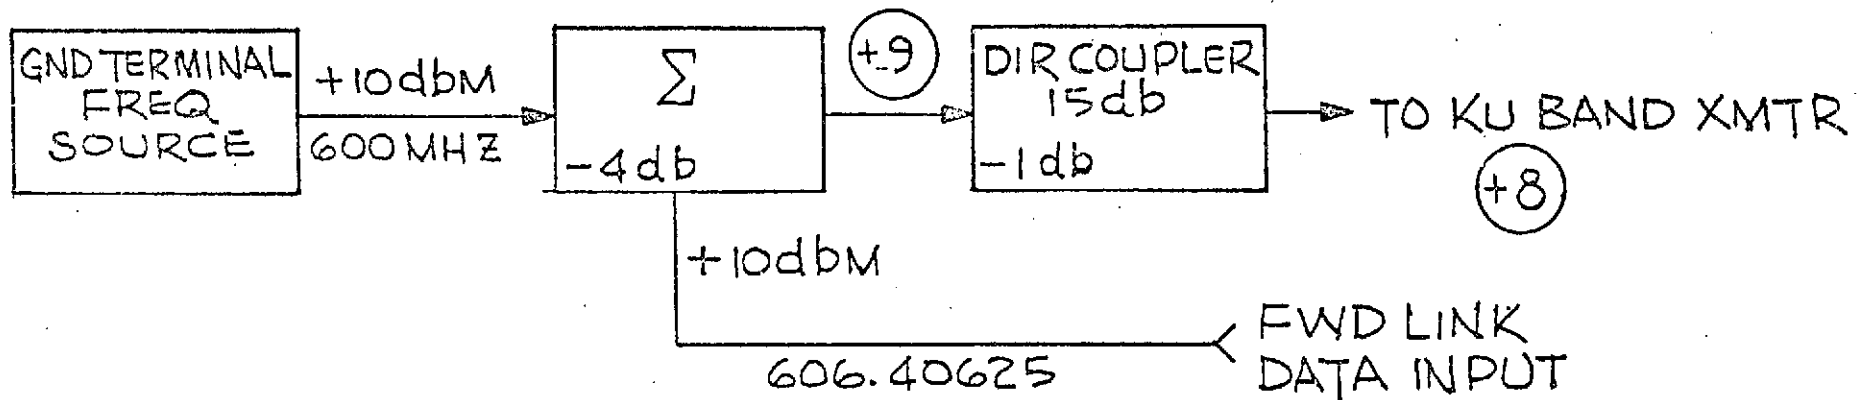 GND TERMINAL
FREQ
SOURCE
+10dbM
600MHZ
Σ
-4db
+9
DIR COUPLER
15db
-1db
TO KU BAND XMTR
+8
+10dbM
606.40625
FWD LINK
DATA INPUT